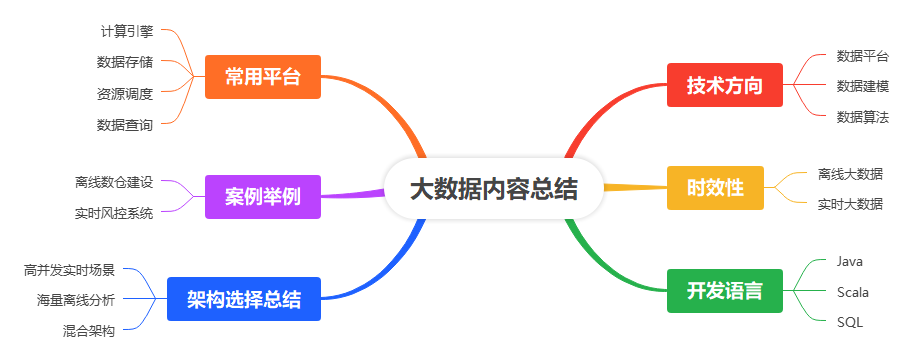 大数据内容总结
技术方向
数据平台
数据建模
数据算法
时效性
离线大数据
实时大数据
开发语言
Java
Scala
SQL
常用平台
计算引擎
数据存储
资源调度
数据查询
案例举例
离线数仓建设
实时风控系统
架构选择总结
高并发实时场景
海量离线分析
混合架构